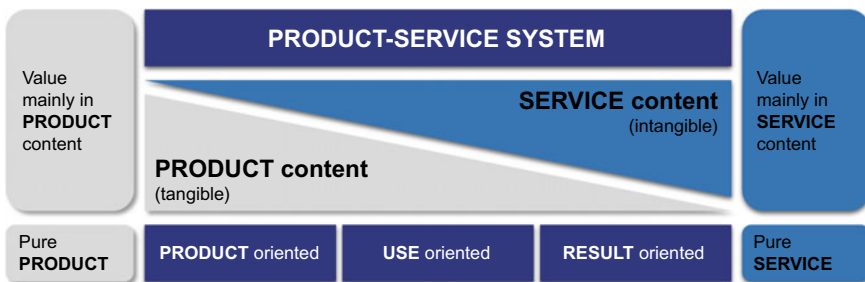 PRODUCT-SERVICE SYSTEM
Value
mainly in
PRODUCT
content
SERVICE content
(intangible)
PRODUCT content
(tangible)
Value
mainly in
SERVICE
content
Pure
PRODUCT
PRODUCT oriented
USE oriented
RESULT oriented
Pure
SERVICE